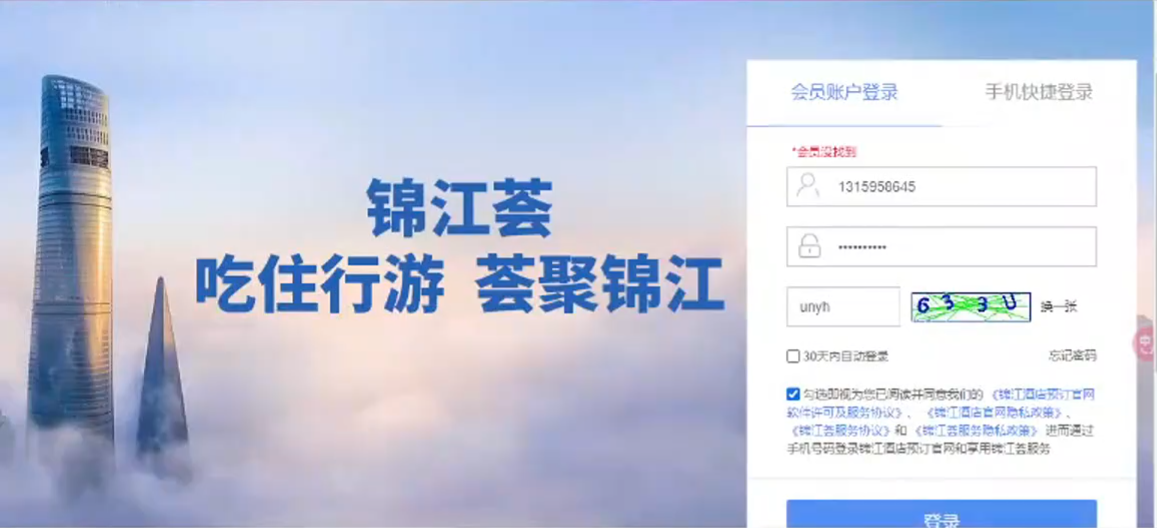 锦江荟
吃住行游 荟聚锦江
会员账户登录 手机快捷登录
*会员没找到
1315958645
••••••••••
unyh 633U 换一张
30天内自动登录 忘记密码
勾选即视为您已阅读并同意我们的《锦江酒店预订官网
软件许可及服务协议》、《锦江酒店官网隐私政策》、
《锦江荟服务协议》和《锦江荟服务隐私政策》进而通过
手机号码登录锦江酒店预订官网和享用锦江荟服务
登录
中